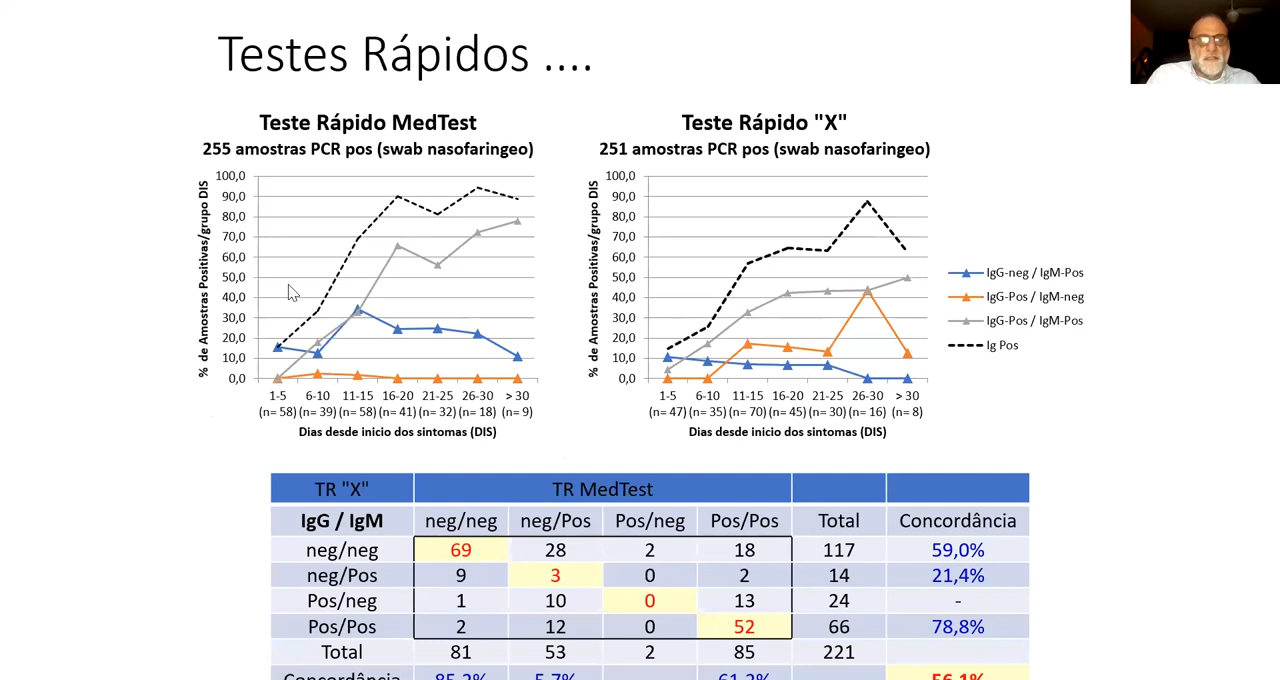 Testes Rápidos ....
Teste Rápido MedTest
255 amostras PCR pos (swab nasofaringeo)
% de Amostras Positivas/grupo DIS
100,0
90,0
80,0
70,0
60,0
50,0
40,0
30,0
20,0
10,0
0,0
1-5 6-10 11-15 16-20 21-25 26-30 > 30
(n= 58) (n= 39) (n= 58) (n= 41) (n= 32) (n= 18) (n= 9)
Dias desde inicio dos sintomas (DIS)
Teste Rápido "X"
251 amostras PCR pos (swab nasofaringeo)
% de Amostras Positivas/grupo DIS
100,0
90,0
80,0
70,0
60,0
50,0
40,0
30,0
20,0
10,0
0,0
1-5 6-10 11-15 16-20 21-25 26-30 > 30
(n= 47) (n= 35) (n= 70) (n= 45) (n= 30) (n= 16) (n= 8)
Dias desde inicio dos sintomas (DIS)
IgG-neg / IgM-Pos
IgG-Pos / IgM-neg
IgG-Pos / IgM-Pos
Ig Pos
TR "X" TR MedTest
IgG / IgM neg/neg neg/Pos Pos/neg Pos/Pos Total Concordância
neg/neg 69 28 2 18 117 59,0%
neg/Pos 9 3 0 2 14 21,4%
Pos/neg 1 10 0 13 24 -
Pos/Pos 2 12 0 52 66 78,8%
Total 81 53 2 85 221
Concordância 85,2% 5,7% 61,2% 56,1%